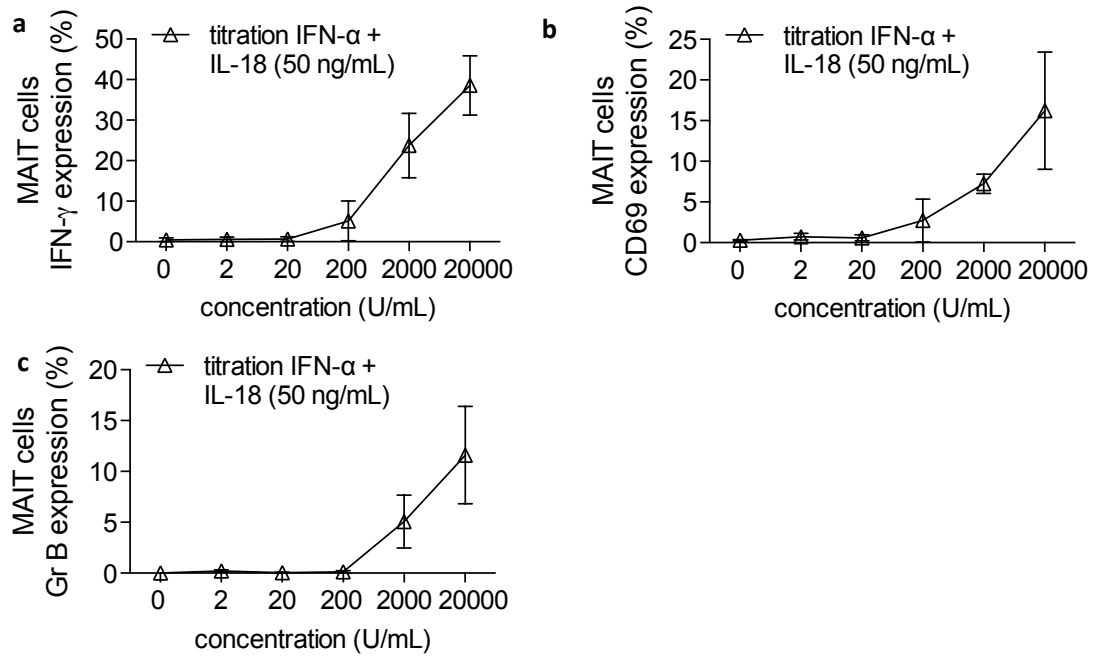 a
MAIT cells
IFN-γ expression (%)
50
40
30
20
10
0
titration IFN-α +
IL-18 (50 ng/mL)
0 2 20 200 2000 20000
concentration (U/mL)
b
MAIT cells
CD69 expression (%)
25
20
15
10
5
0
titration IFN-α +
IL-18 (50 ng/mL)
0 2 20 200 2000 20000
concentration (U/mL)
c
MAIT cells
Gr B expression (%)
20
15
10
5
0
titration IFN-α +
IL-18 (50 ng/mL)
0 2 20 200 2000 20000
concentration (U/mL)